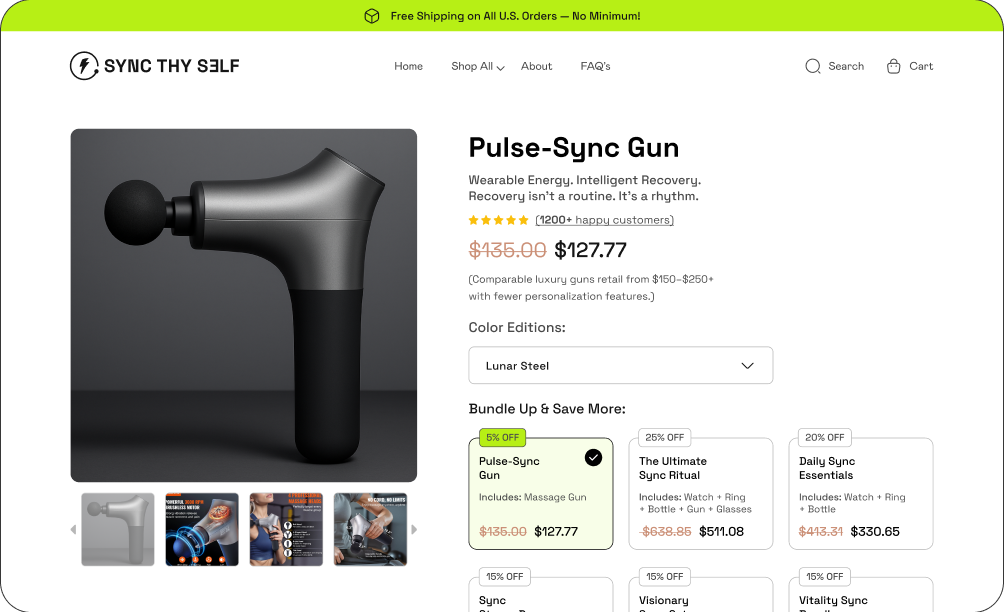 Free Shipping on All U.S. Orders — No Minimum!
SYNC THY SELF
Home
Shop All
About
FAQ's
Search
Cart
Pulse-Sync Gun
Wearable Energy. Intelligent Recovery.
Recovery isn't a routine. It's a rhythm.
(1200+ happy customers)
$135.00 $127.77
(Comparable luxury guns retail from $150–$250+
with fewer personalization features.)
Color Editions:
Lunar Steel
Bundle Up & Save More:
5% OFF
Pulse-Sync
Gun
Includes: Massage Gun
$135.00 $127.77
25% OFF
The Ultimate
Sync Ritual
Includes: Watch + Ring
+ Bottle + Gun + Glasses
$638.85 $511.08
20% OFF
Daily Sync
Essentials
Includes: Watch + Ring
+ Bottle
$413.31 $330.65
15% OFF
Sync
15% OFF
Visionary
15% OFF
Vitality Sync